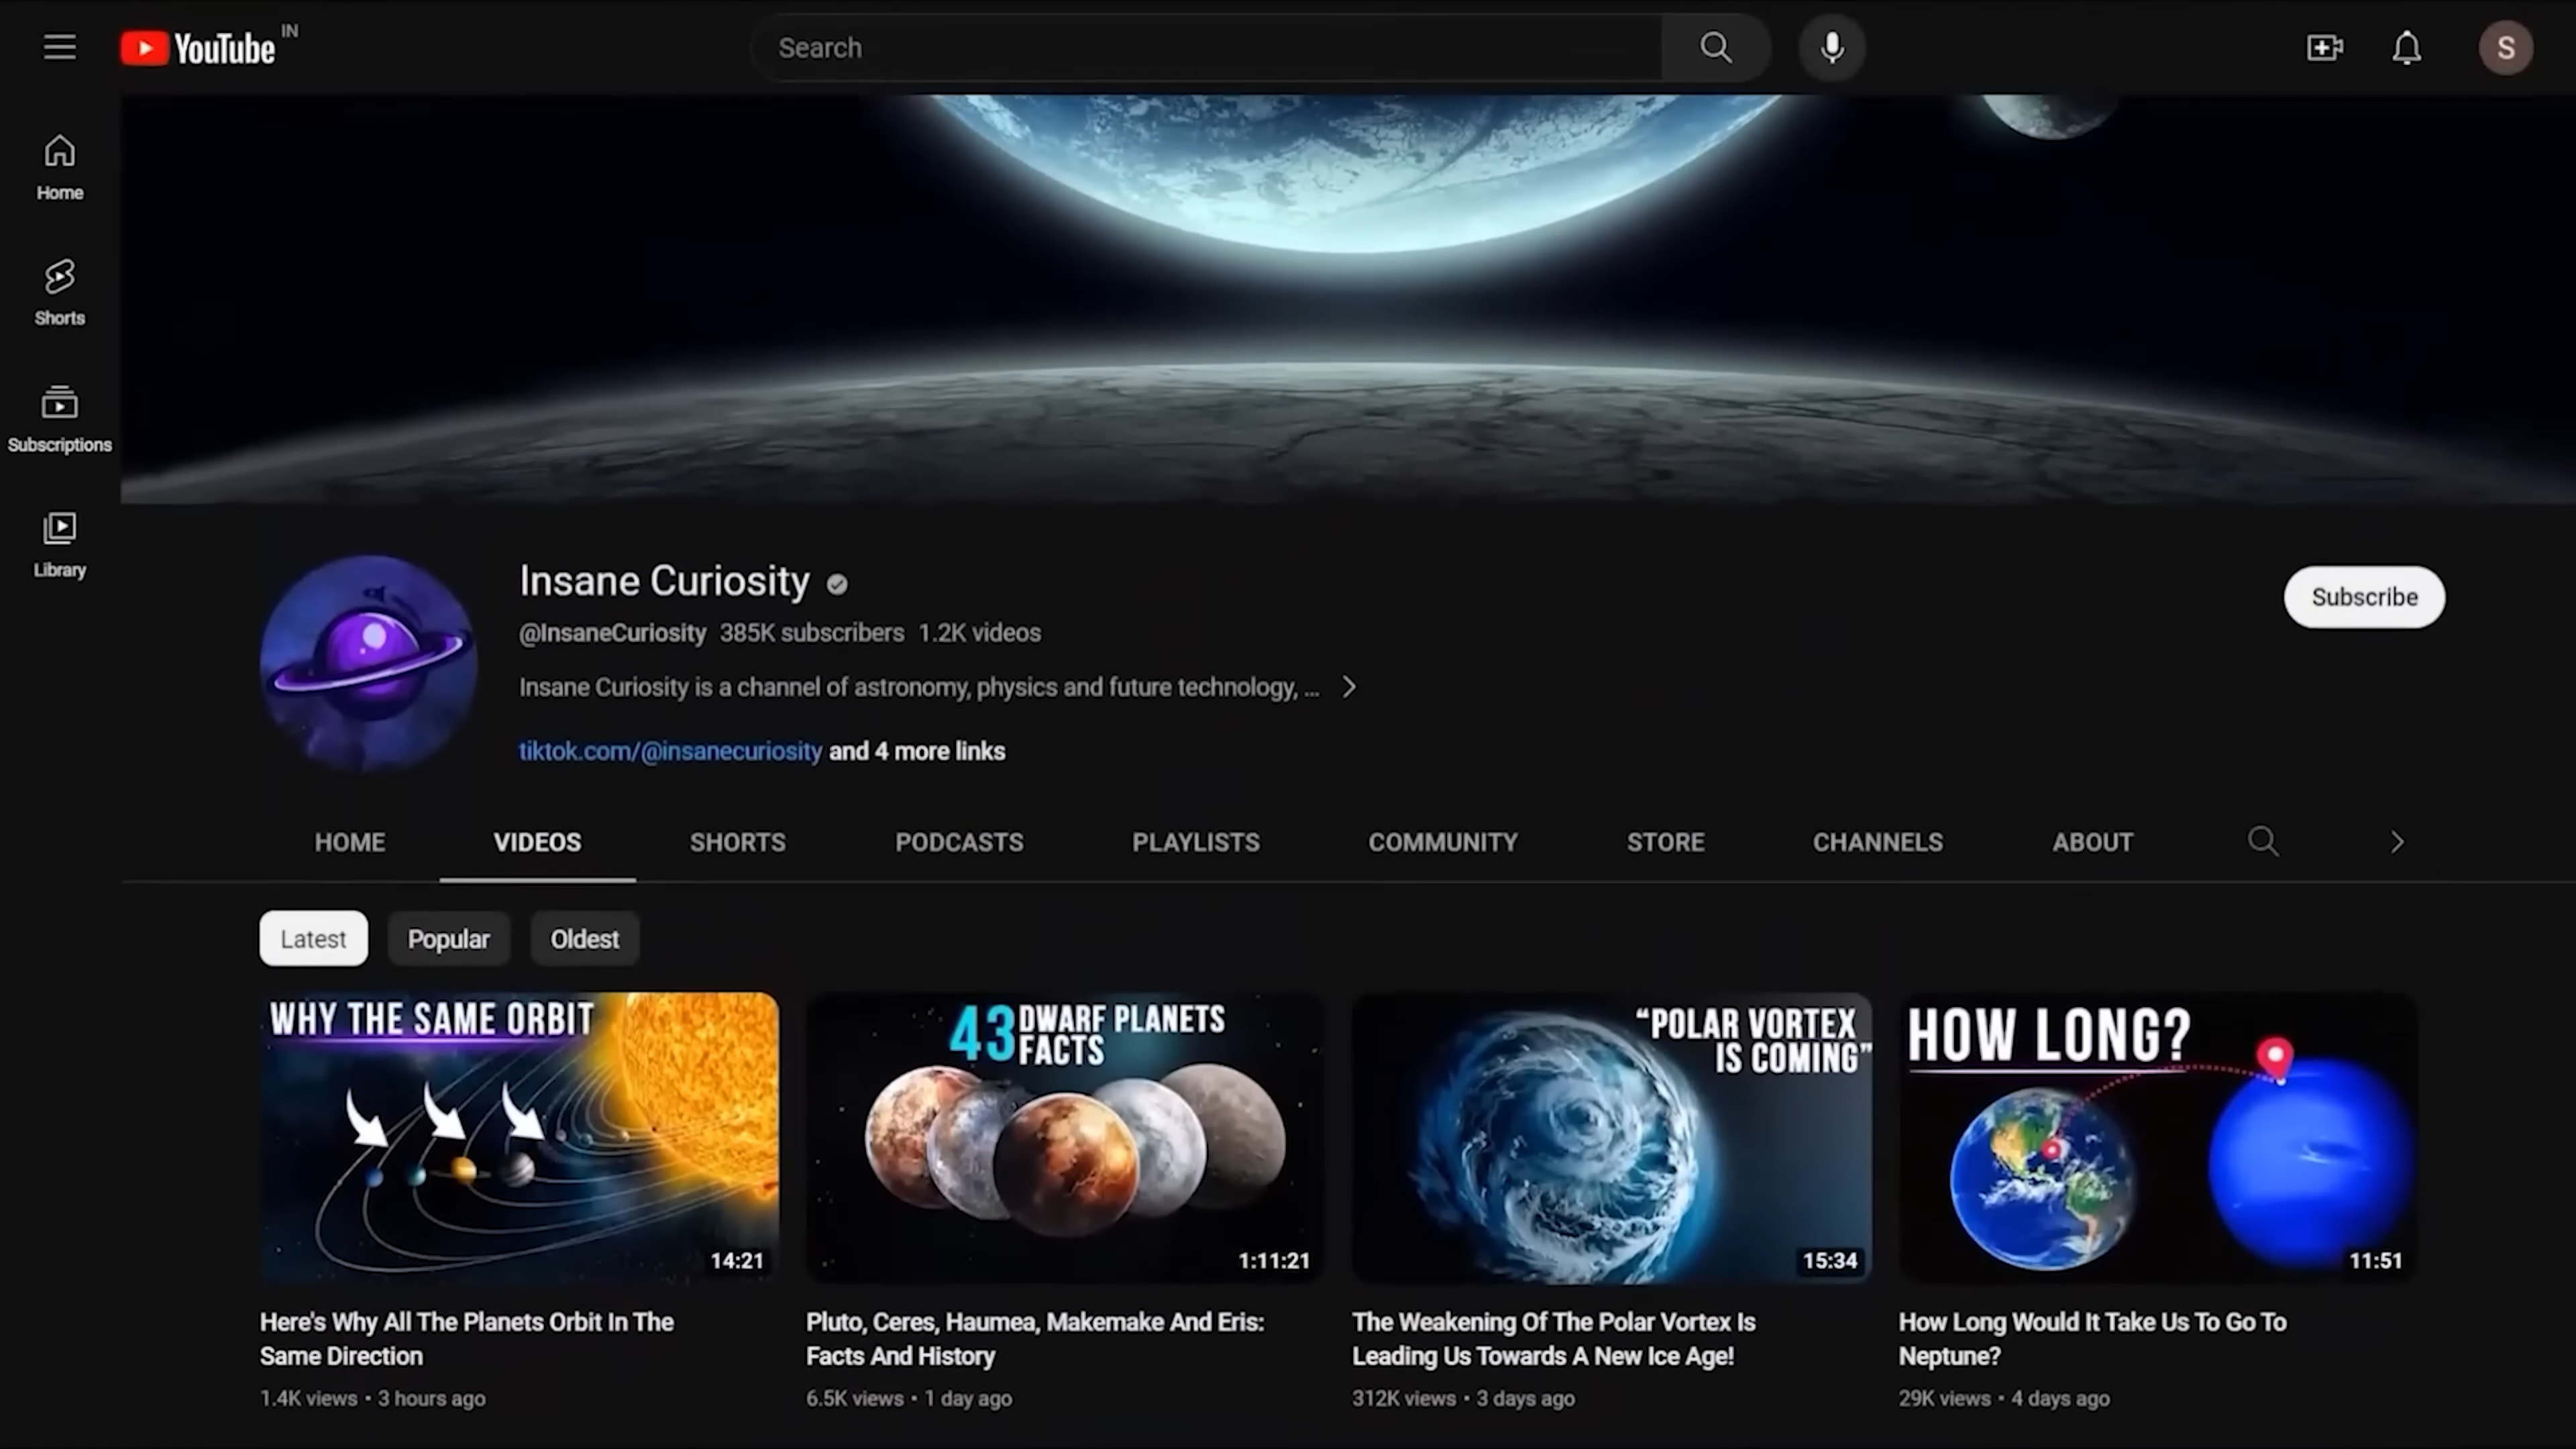 YouTube IN
Search
S
Home
Shorts
Subscriptions
Library
Insane Curiosity
@InsaneCuriosity 385K subscribers 1.2K videos
Insane Curiosity is a channel of astronomy, physics and future technology, ...
tiktok.com/@insanecuriosity and 4 more links
Subscribe
HOME VIDEOS SHORTS PODCASTS PLAYLISTS COMMUNITY STORE CHANNELS ABOUT
Latest Popular Oldest
WHY THE SAME ORBIT
14:21
Here's Why All The Planets Orbit In The
Same Direction
1.4K views • 3 hours ago
43 DWARF PLANETS
FACTS
1:11:21
Pluto, Ceres, Haumea, Makemake And Eris:
Facts And History
6.5K views • 1 day ago
“POLAR VORTEX
IS COMING”
15:34
The Weakening Of The Polar Vortex Is
Leading Us Towards A New Ice Age!
312K views • 3 days ago
HOW LONG?
11:51
How Long Would It Take Us To Go To
Neptune?
29K views • 4 days ago